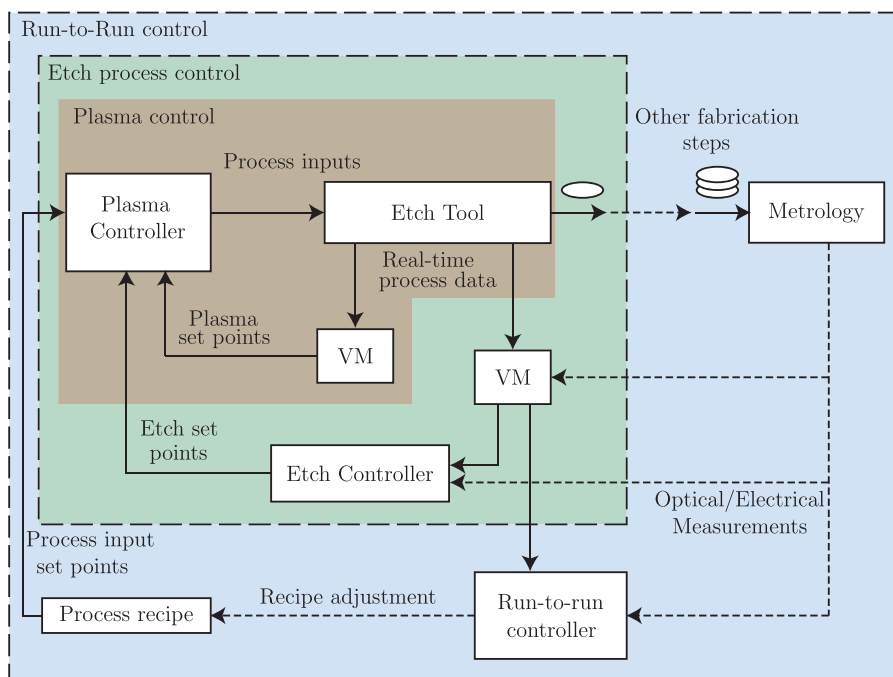 Run-to-Run control
Etch process control
Plasma control
Other fabrication
steps
Process inputs
Plasma
Controller
Etch Tool
Metrology
Real-time
process data
Plasma
set points
VM
VM
Etch set
points
Etch Controller
Optical/Electrical
Measurements
Process input
set points
Process recipe
Recipe adjustment
Run-to-run
controller